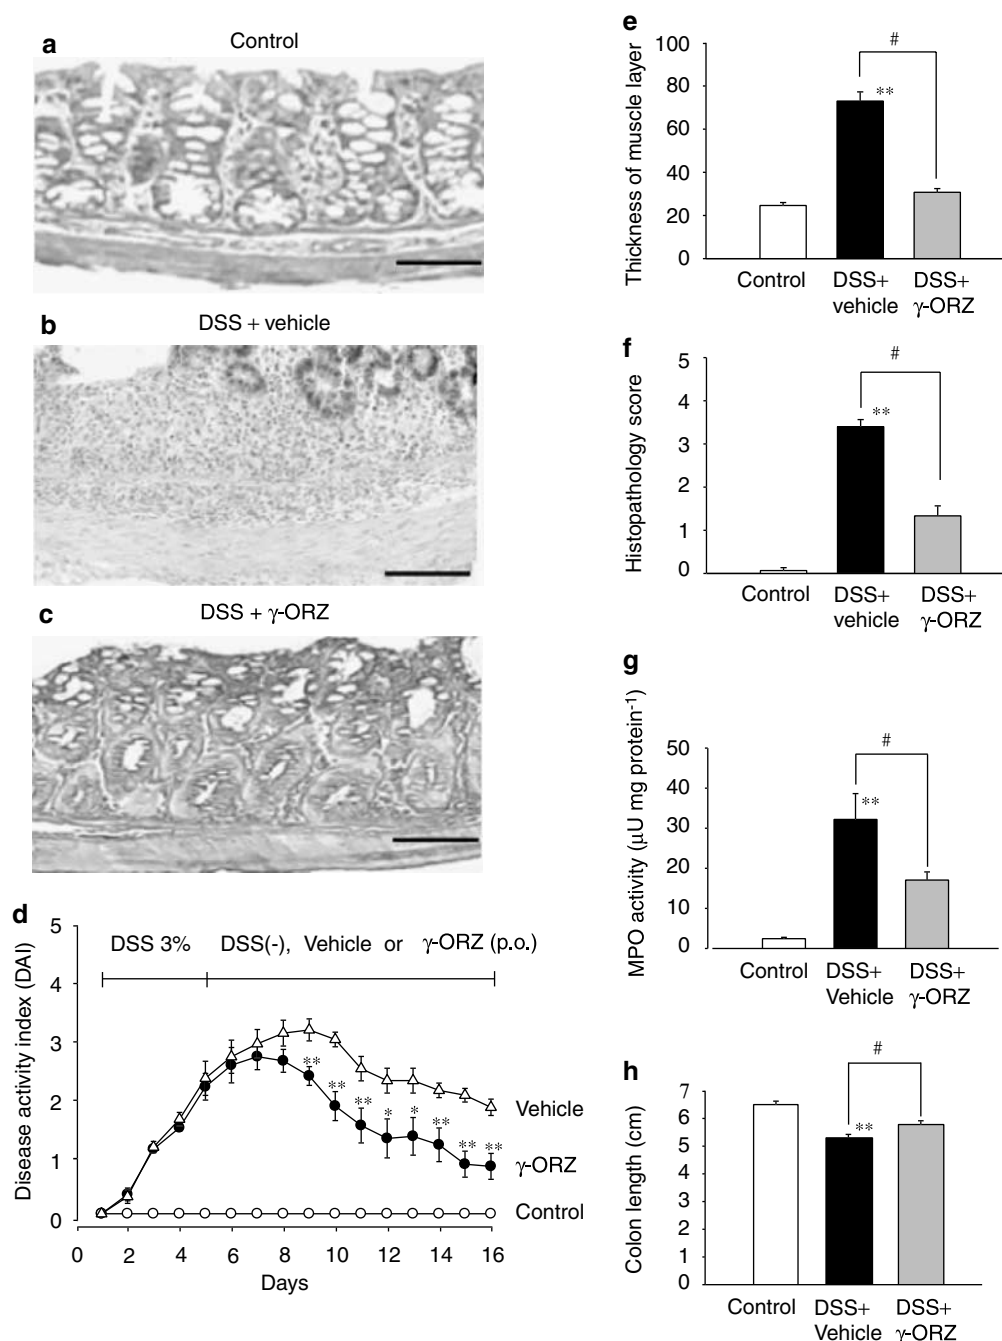 a
Control
b
DSS + vehicle
c
DSS + γ-ORZ
d
Disease activity index (DAI)
5
4
3
2
1
0
DSS 3%
DSS(-), Vehicle or γ-ORZ (p.o.)
** ** ** * * ** ** **
Vehicle
γ-ORZ
Control
0 2 4 6 8 10 12 14 16
Days
e
Thickness of muscle layer
100
80
60
40
20
0
#
**
Control
DSS+
vehicle
DSS+
γ-ORZ
f
Histopathology score
5
4
3
2
1
0
#
**
Control
DSS+
vehicle
DSS+
γ-ORZ
g
MPO activity (μU mg protein-1)
50
40
30
20
10
0
#
**
Control
DSS+
Vehicle
DSS+
γ-ORZ
h
Colon length (cm)
7
6
5
4
3
2
1
0
#
**
Control
DSS+
Vehicle
DSS+
γ-ORZ